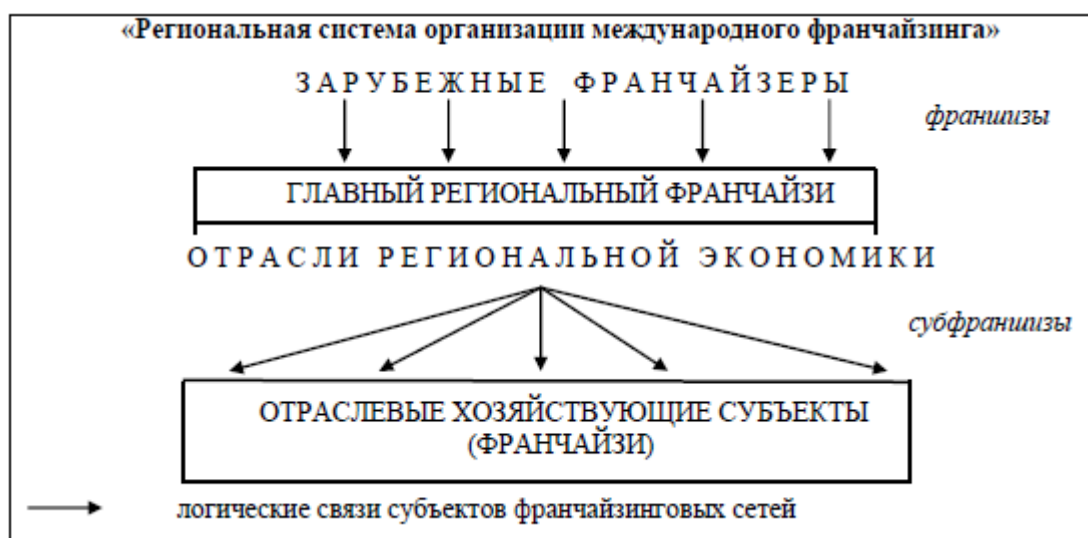 «Региональная система организации международного франчайзинга»
ЗАРУБЕЖНЫЕ ФРАНЧАЙЗЕРЫ
франшизы
ГЛАВНЫЙ РЕГИОНАЛЬНЫЙ ФРАНЧАЙЗИ
ОТРАСЛИ РЕГИОНАЛЬНОЙ ЭКОНОМИКИ
субфраншизы
ОТРАСЛЕВЫЕ ХОЗЯЙСТВУЮЩИЕ СУБЪЕКТЫ
(ФРАНЧАЙЗИ)
логические связи субъектов франчайзинговых сетей